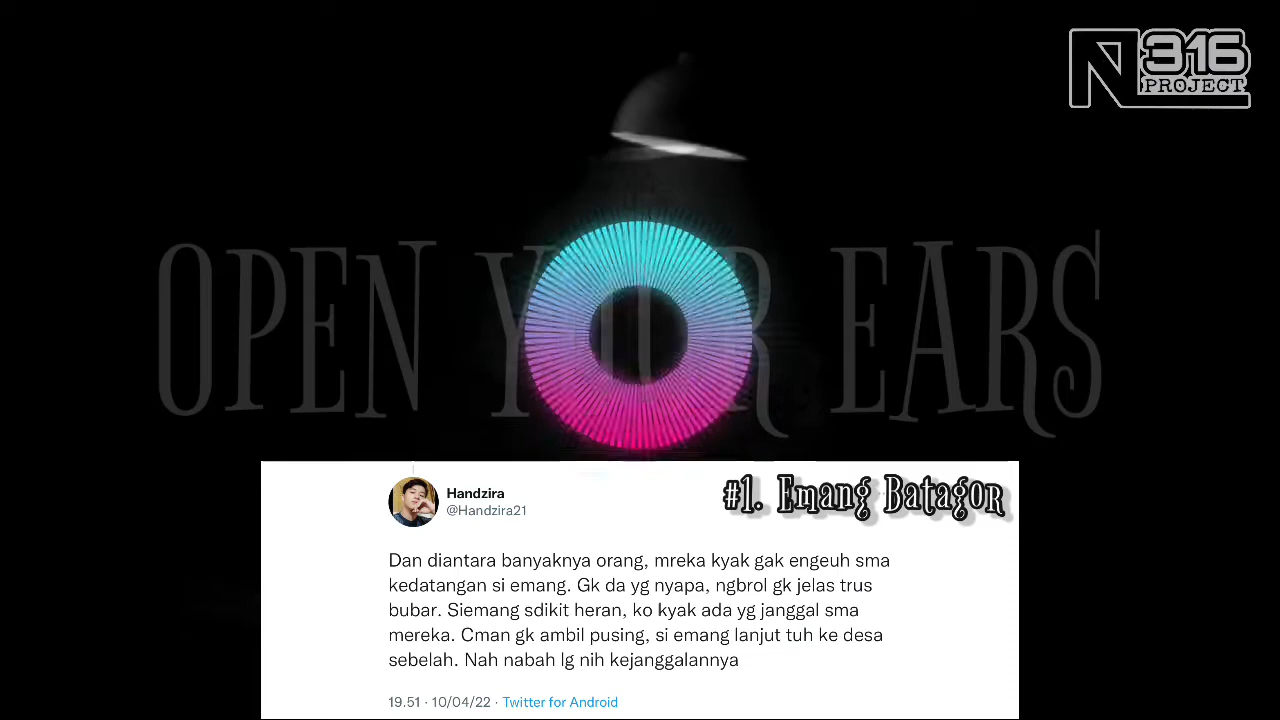 N 316
PROJECT
OPEN YOUR EARS
Handzira
@Handzira21
#1. Emang Batagor
Dan diantara banyaknya orang, mreka kyak gak engeuh sma
kedatangan si emang. Gk da yg nyapa, ngbrol gk jelas trus
bubar. Siemang sdikit heran, ko kyak ada yg janggal sma
mereka. Cman gk ambil pusing, si emang lanjut tuh ke desa
sebelah. Nah nabah lg nih kejanggalannya
19.51 · 10/04/22 · Twitter for Android